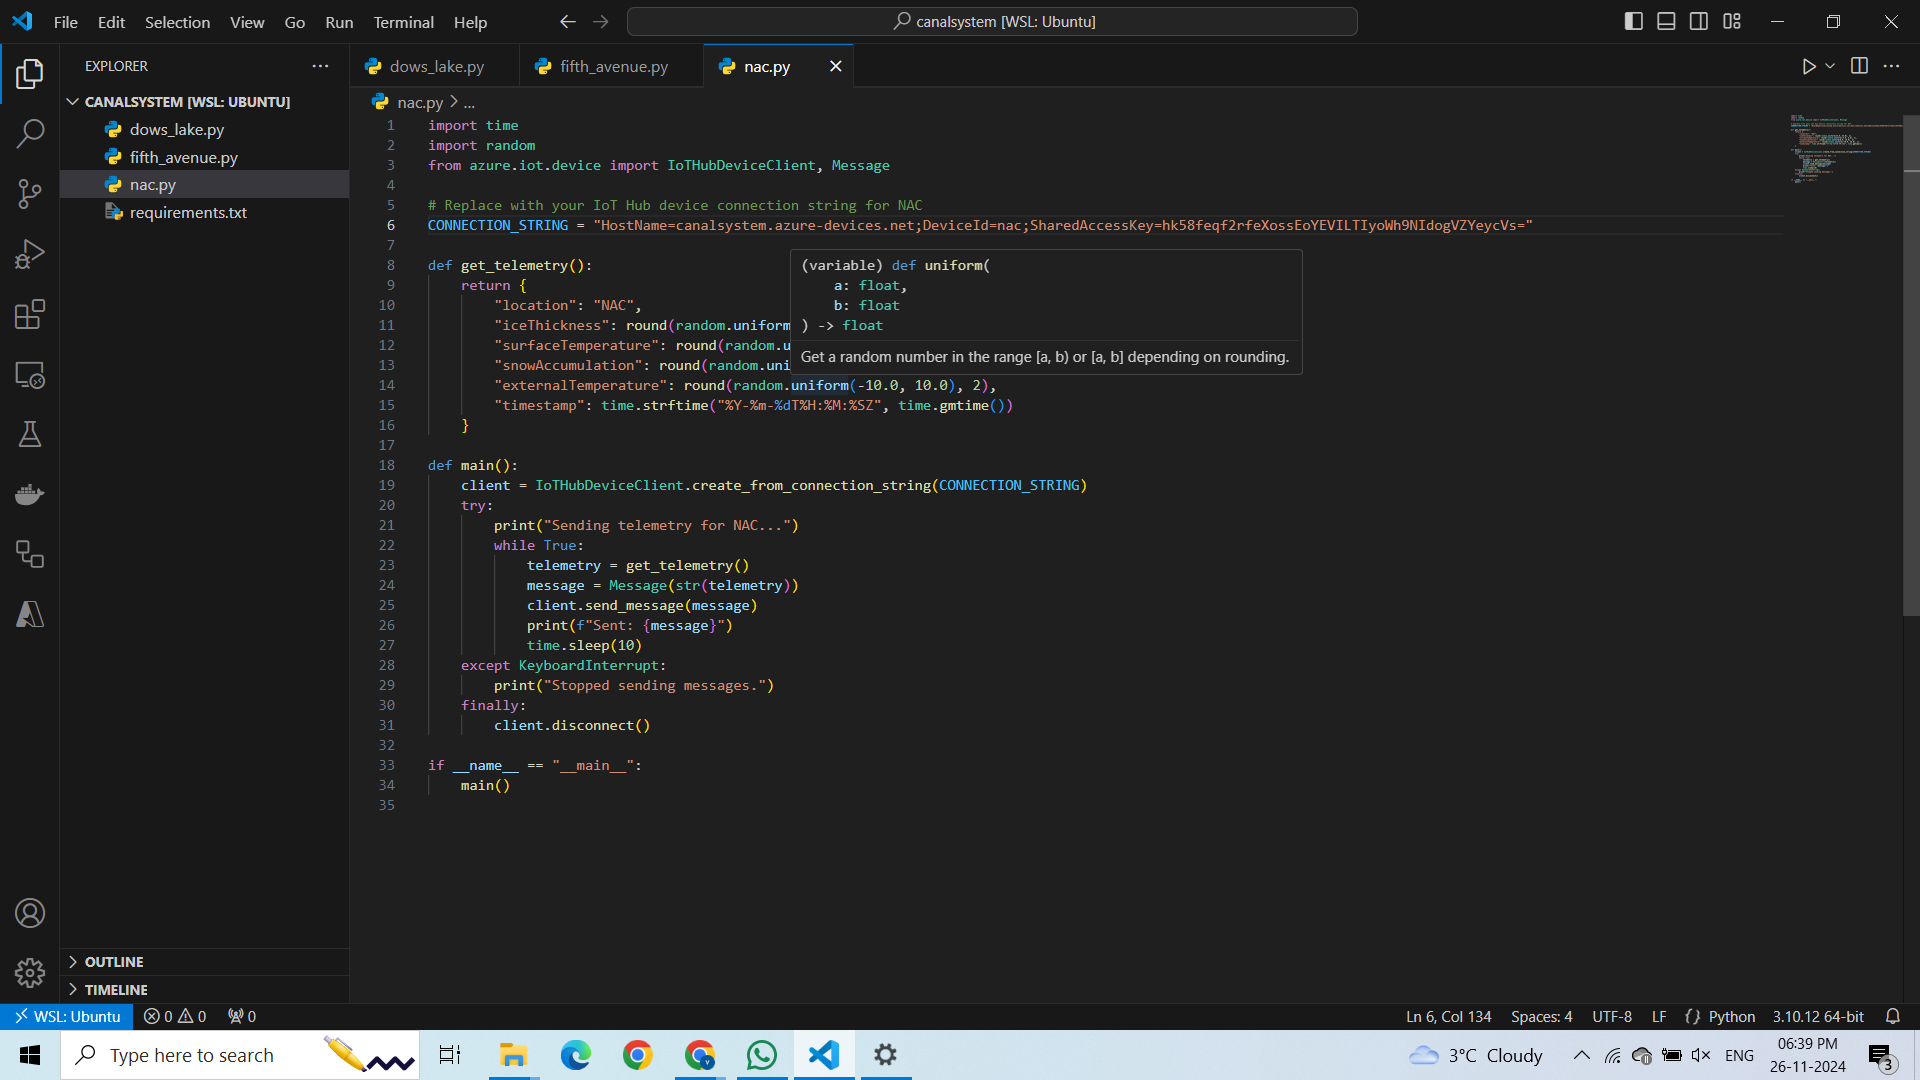 File Edit Selection View Go Run Terminal Help
canalsystem [WSL: Ubuntu]
EXPLORER
dows_lake.py
fifth_avenue.py
nac.py
CANALSYSTEM [WSL: UBUNTU]
dows_lake.py
fifth_avenue.py
nac.py
requirements.txt
nac.py > ...
1 import time
2 import random
3 from azure.iot.device import IoTHubDeviceClient, Message
4
5 # Replace with your IoT Hub device connection string for NAC
6 CONNECTION_STRING = "HostName=canalsystem.azure-devices.net;DeviceId=nac;SharedAccessKey=hk58feqf2rfeXossEoYEVILTIyoWh9NIdogVZYeycVs="
7
8 def get_telemetry():
9 return {
10 "location": "NAC",
11 "iceThickness": round(random.uniform
12 "surfaceTemperature": round(random.u
13 "snowAccumulation": round(random.uni
14 "externalTemperature": round(random.uniform(-10.0, 10.0), 2),
15 "timestamp": time.strftime("%Y-%m-%dT%H:%M:%SZ", time.gmtime())
16 }
17
18 def main():
19 client = IoTHubDeviceClient.create_from_connection_string(CONNECTION_STRING)
20 try:
21 print("Sending telemetry for NAC...")
22 while True:
23 telemetry = get_telemetry()
24 message = Message(str(telemetry))
25 client.send_message(message)
26 print(f"Sent: {message}")
27 time.sleep(10)
28 except KeyboardInterrupt:
29 print("Stopped sending messages.")
30 finally:
31 client.disconnect()
32
33 if __name__ == "__main__":
34 main()
35
(variable) def uniform(
a: float,
b: float
) -> float
Get a random number in the range [a, b) or [a, b] depending on rounding.
OUTLINE
TIMELINE
WSL: Ubuntu 0 0 0
Ln 6, Col 134 Spaces: 4 UTF-8 LF {} Python 3.10.12 64-bit
Type here to search
3°C Cloudy
ENG
06:39 PM
26-11-2024
3